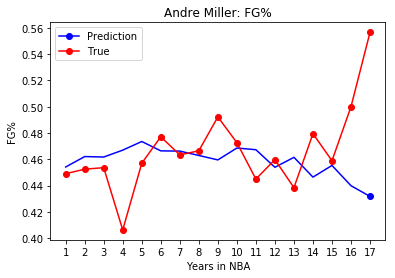 Andre Miller: FG%
Prediction
True
FG%
0.56
0.54
0.52
0.50
0.48
0.46
0.44
0.42
0.40
1 2 3 4 5 6 7 8 9 10 11 12 13 14 15 16 17
Years in NBA